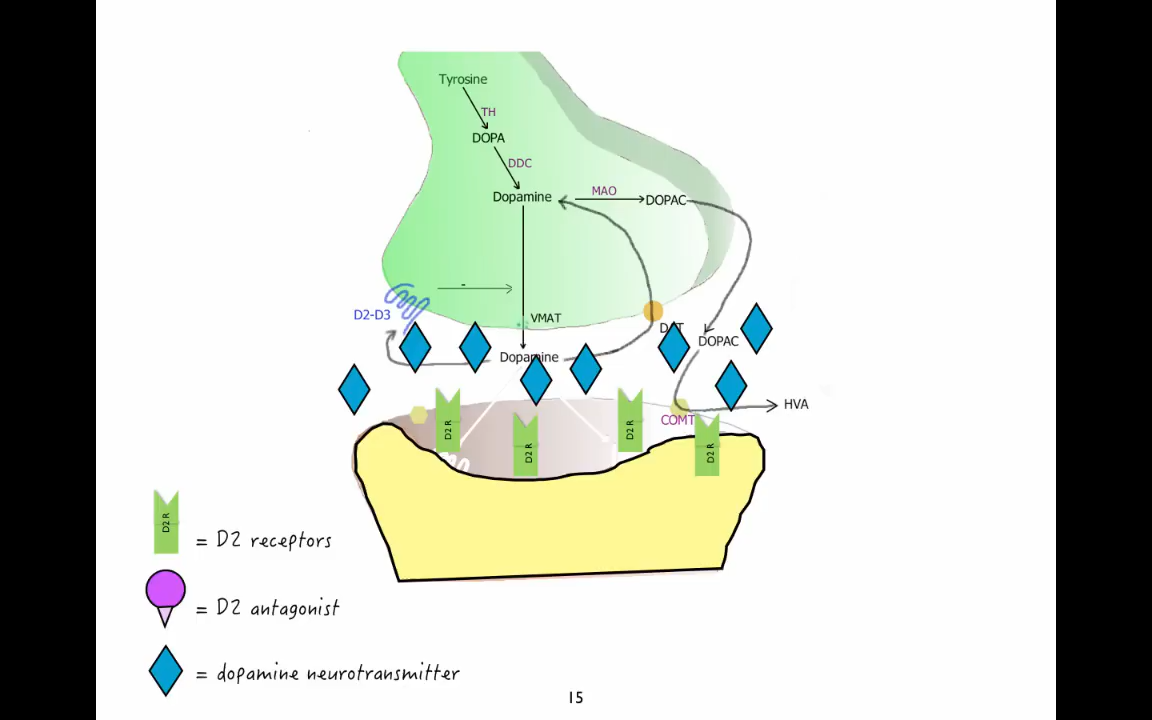 Tyrosine
TH
DOPA
DDC
Dopamine
MAO
DOPAC
-
D2-D3
VMAT
DAT
DOPAC
Dopamine
HVA
COMT
D2 R
D2 R
D2 R
D2 R
D2 R
= D2 receptors
= D2 antagonist
= dopamine neurotransmitter
15